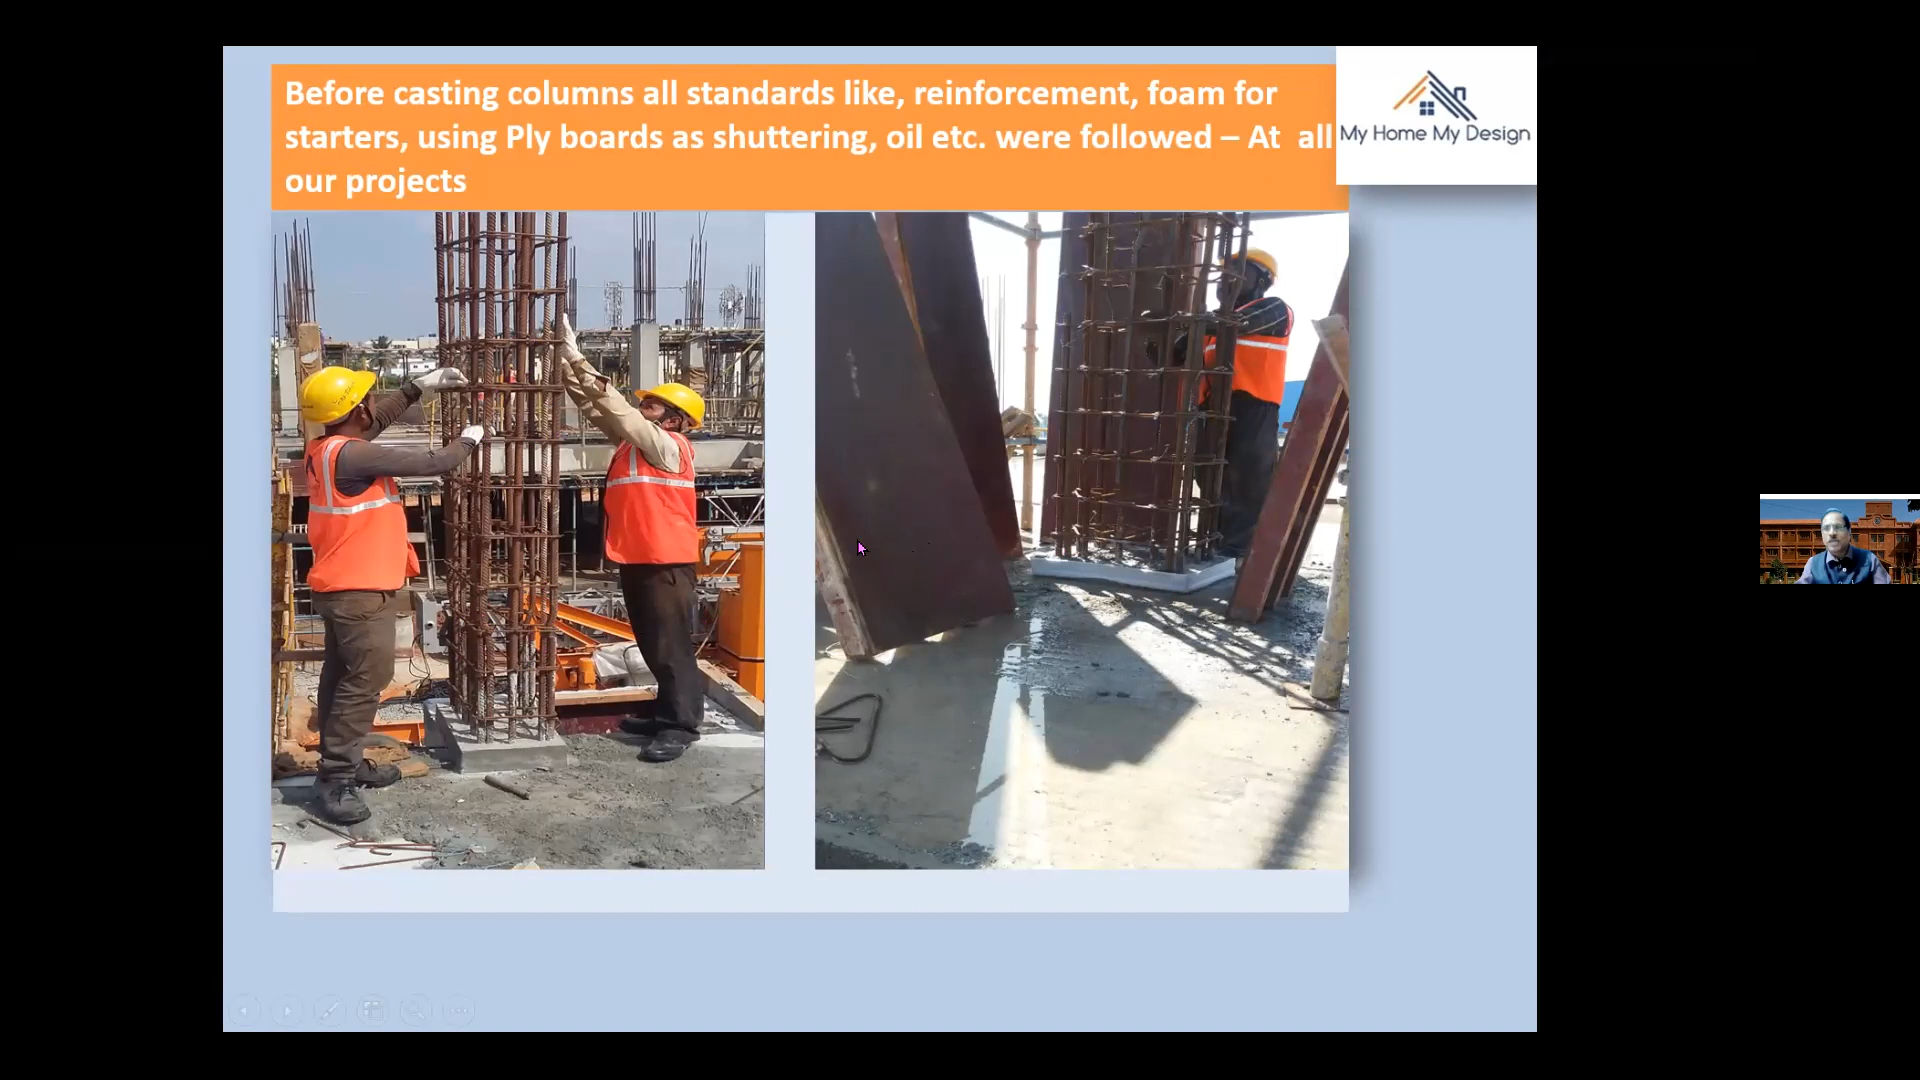 Before casting columns all standards like, reinforcement, foam for
starters, using Ply boards as shuttering, oil etc. were followed – At all
our projects
My Home My Design